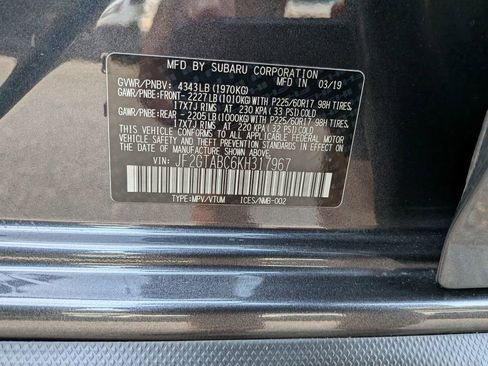 MFD BY SUBARU CORPORATION
MADE IN JAPAN 03/19
GVWR/PNBV: 4343LB (1970KG)
GAWR/PNBE: FRONT- 2227LB (1010KG) WITH P225/60R17 98H TIRES,
17X7J RIMS AT 230 KPA (33 PSI) COLD
GAWR/PNBE: REAR - 2205LB (1000KG) WITH P225/60R17 98H TIRES,
17X7J RIMS AT 220 KPA (32 PSI) COLD
THIS VEHICLE CONFORMS TO ALL APPLICABLE FEDERAL MOTOR
VEHICLE SAFETY AND THEFT PREVENTION STANDARDS IN EFFECT
ON THE DATE OF MANUFACTURE SHOWN ABOVE.
VIN: JF2GTABC6KH317967
TYPE:MPV/VTUM ICES/NMB-002